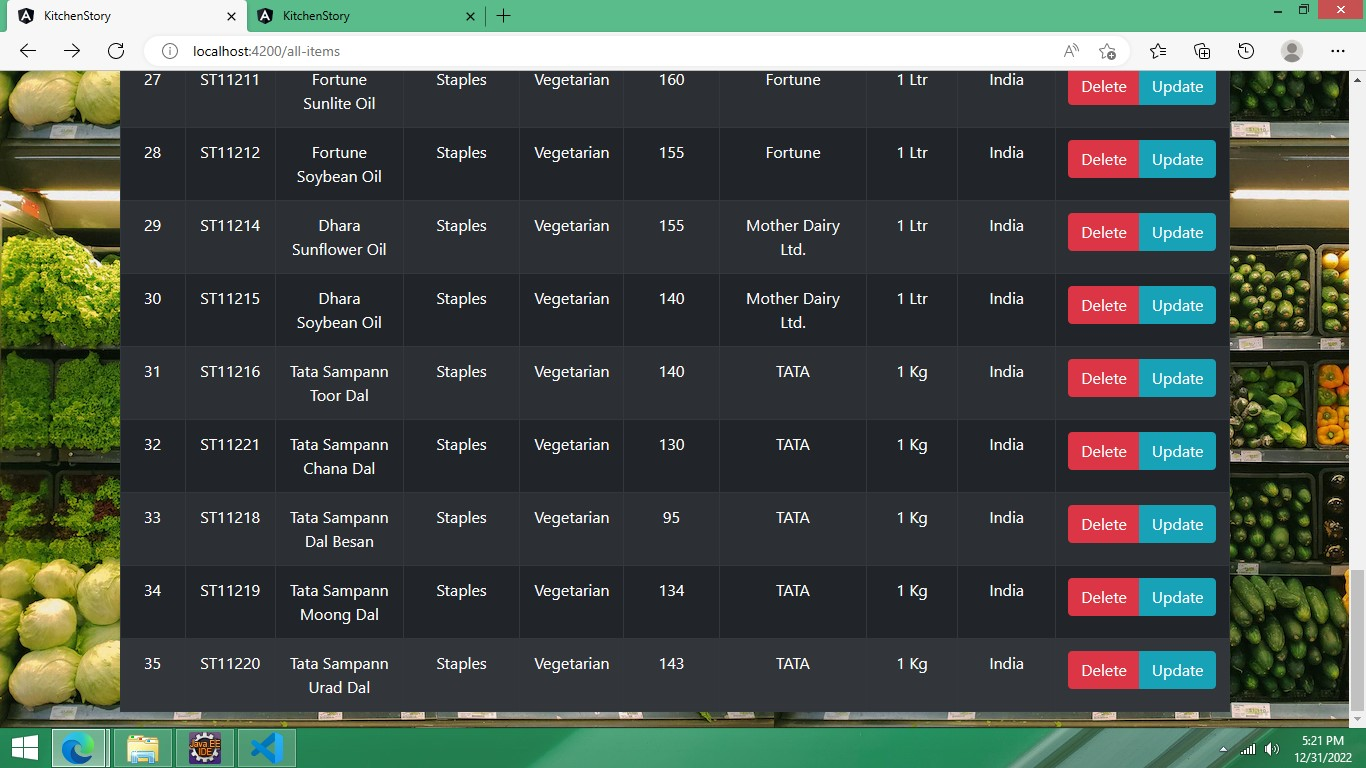 KitchenStory
KitchenStory
localhost:4200/all-items
27 ST11211 Fortune Staples Vegetarian 160 Fortune 1 Ltr India Delete Update
Sunlite Oil
28 ST11212 Fortune Staples Vegetarian 155 Fortune 1 Ltr India Delete Update
Soybean Oil
29 ST11214 Dhara Staples Vegetarian 155 Mother Dairy 1 Ltr India Delete Update
Sunflower Oil Ltd.
30 ST11215 Dhara Staples Vegetarian 140 Mother Dairy 1 Ltr India Delete Update
Soybean Oil Ltd.
31 ST11216 Tata Sampann Staples Vegetarian 140 TATA 1 Kg India Delete Update
Toor Dal
32 ST11221 Tata Sampann Staples Vegetarian 130 TATA 1 Kg India Delete Update
Chana Dal
33 ST11218 Tata Sampann Staples Vegetarian 95 TATA 1 Kg India Delete Update
Dal Besan
34 ST11219 Tata Sampann Staples Vegetarian 134 TATA 1 Kg India Delete Update
Moong Dal
35 ST11220 Tata Sampann Staples Vegetarian 143 TATA 1 Kg India Delete Update
Urad Dal
Java EE
IDE
5:21 PM
12/31/2022